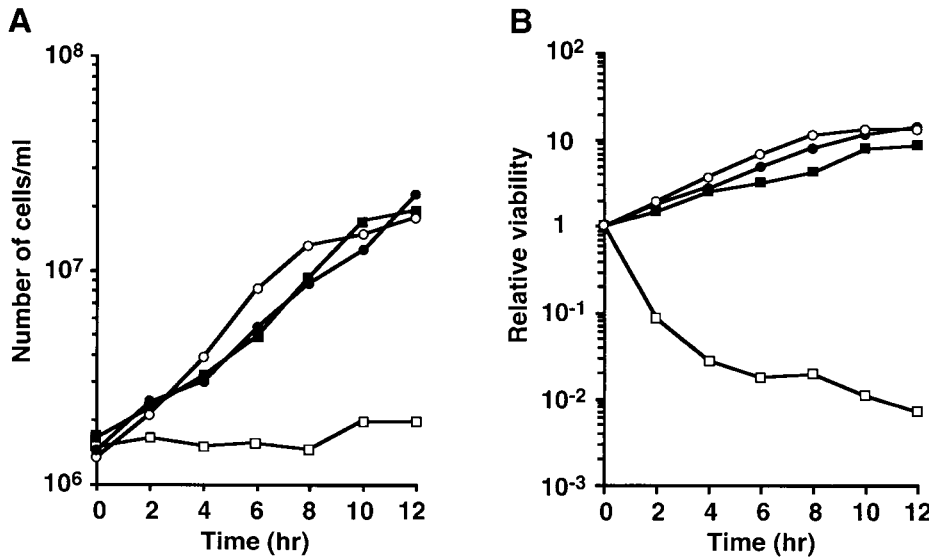 A
Number of cells/ml
10^8
10^7
10^6
0 2 4 6 8 10 12
Time (hr)
B
Relative viability
10^2
10
1
10^-1
10^-2
10^-3
0 2 4 6 8 10 12
Time (hr)